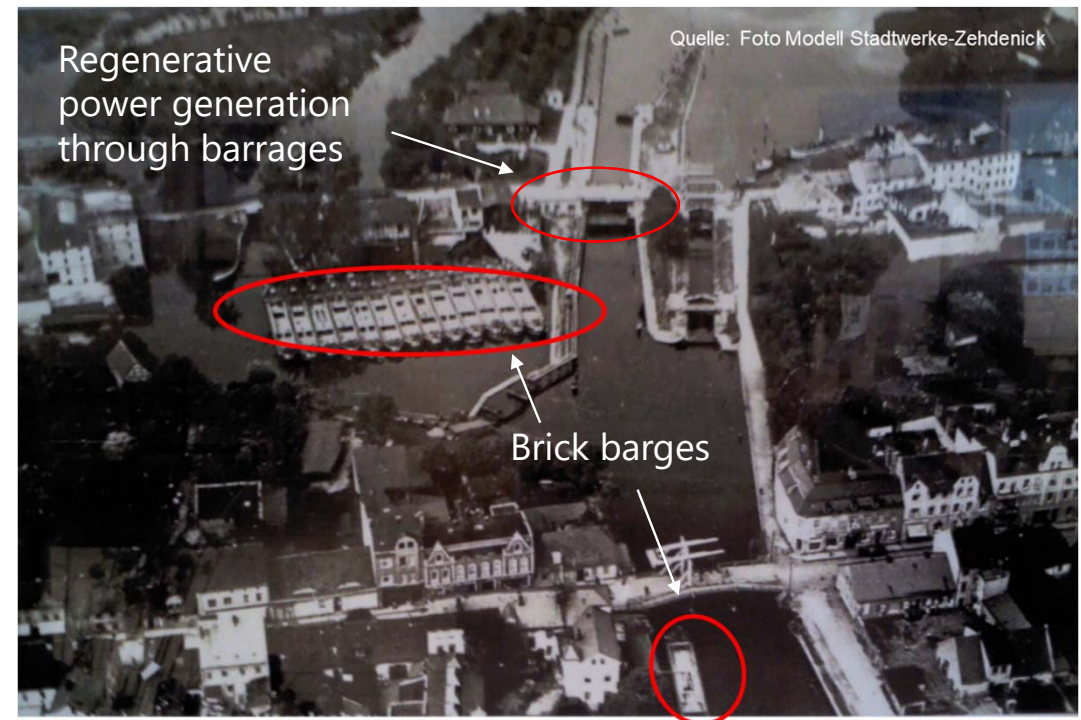 Quelle: Foto Modell Stadtwerke-Zehdenick
Regenerative
power generation
through barrages
Brick barges